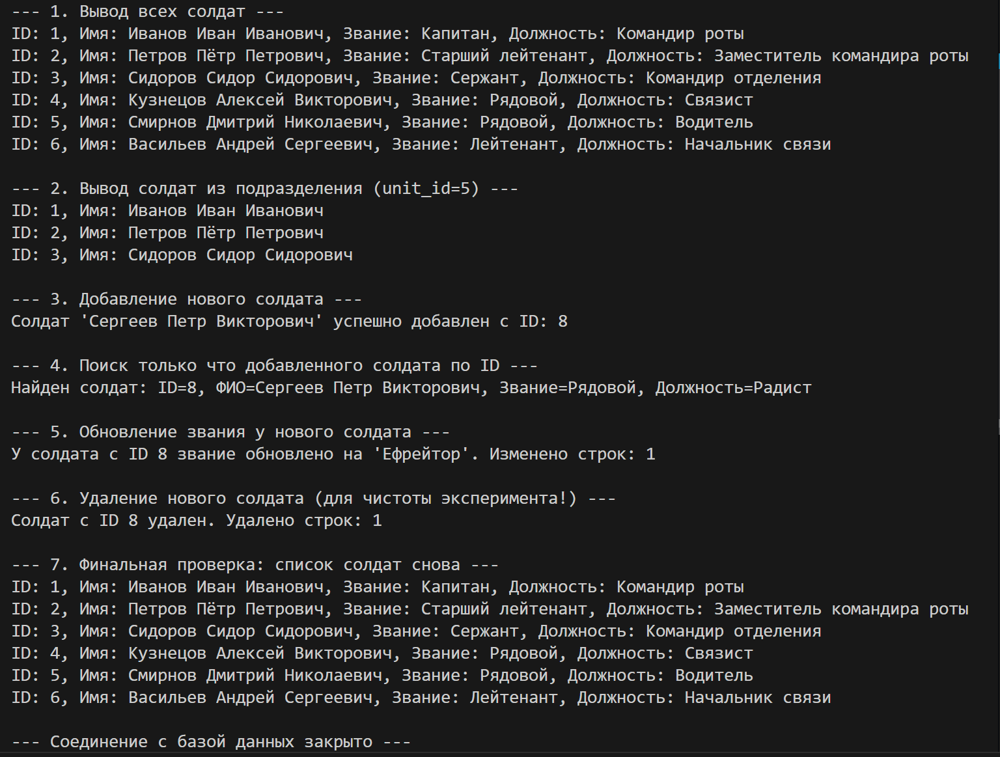 --- 1. Вывод всех солдат ---
ID: 1, Имя: Иванов Иван Иванович, Звание: Капитан, Должность: Командир роты
ID: 2, Имя: Петров Пётр Петрович, Звание: Старший лейтенант, Должность: Заместитель командира роты
ID: 3, Имя: Сидоров Сидор Сидорович, Звание: Сержант, Должность: Командир отделения
ID: 4, Имя: Кузнецов Алексей Викторович, Звание: Рядовой, Должность: Связист
ID: 5, Имя: Смирнов Дмитрий Николаевич, Звание: Рядовой, Должность: Водитель
ID: 6, Имя: Васильев Андрей Сергеевич, Звание: Лейтенант, Должность: Начальник связи
--- 2. Вывод солдат из подразделения (unit_id=5) ---
ID: 1, Имя: Иванов Иван Иванович
ID: 2, Имя: Петров Пётр Петрович
ID: 3, Имя: Сидоров Сидор Сидорович
--- 3. Добавление нового солдата ---
Солдат 'Сергеев Петр Викторович' успешно добавлен с ID: 8
--- 4. Поиск только что добавленного солдата по ID ---
Найден солдат: ID=8, ФИО=Сергеев Петр Викторович, Звание=Рядовой, Должность=Радист
--- 5. Обновление звания у нового солдата ---
У солдата с ID 8 звание обновлено на 'Ефрейтор'. Изменено строк: 1
--- 6. Удаление нового солдата (для чистоты эксперимента!) ---
Солдат с ID 8 удален. Удалено строк: 1
--- 7. Финальная проверка: список солдат снова ---
ID: 1, Имя: Иванов Иван Иванович, Звание: Капитан, Должность: Командир роты
ID: 2, Имя: Петров Пётр Петрович, Звание: Старший лейтенант, Должность: Заместитель командира роты
ID: 3, Имя: Сидоров Сидор Сидорович, Звание: Сержант, Должность: Командир отделения
ID: 4, Имя: Кузнецов Алексей Викторович, Звание: Рядовой, Должность: Связист
ID: 5, Имя: Смирнов Дмитрий Николаевич, Звание: Рядовой, Должность: Водитель
ID: 6, Имя: Васильев Андрей Сергеевич, Звание: Лейтенант, Должность: Начальник связи
--- Соединение с базой данных закрыто ---